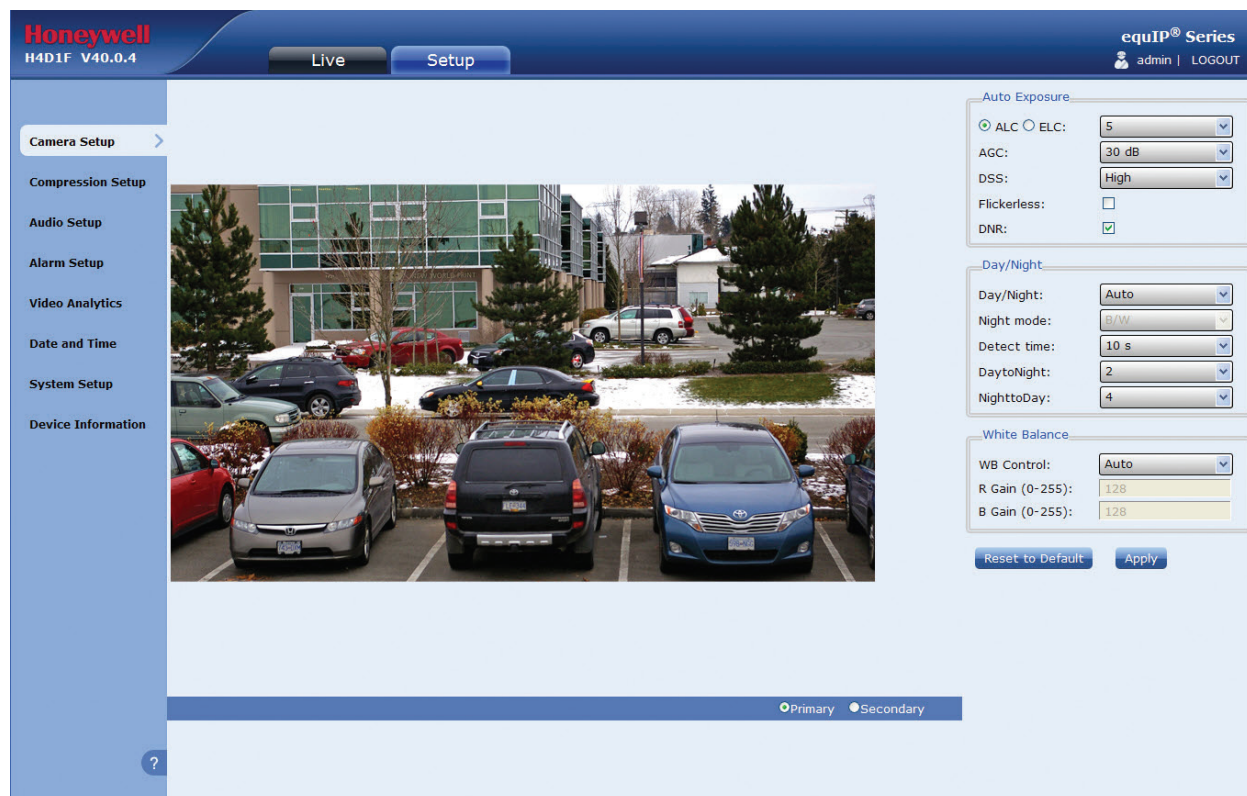 Honeywell
H4D1F V40.0.4
Live
Setup
equIP® Series
admin | LOGOUT
Camera Setup
Compression Setup
Audio Setup
Alarm Setup
Video Analytics
Date and Time
System Setup
Device Information
?
Primary
Secondary
Auto Exposure
ALC ELC: 5
AGC: 30 dB
DSS: High
Flickerless:
DNR:
Day/Night
Day/Night: Auto
Night mode: B/W
Detect time: 10 s
DaytoNight: 2
NighttoDay: 4
White Balance
WB Control: Auto
R Gain (0-255): 128
B Gain (0-255): 128
Reset to Default
Apply